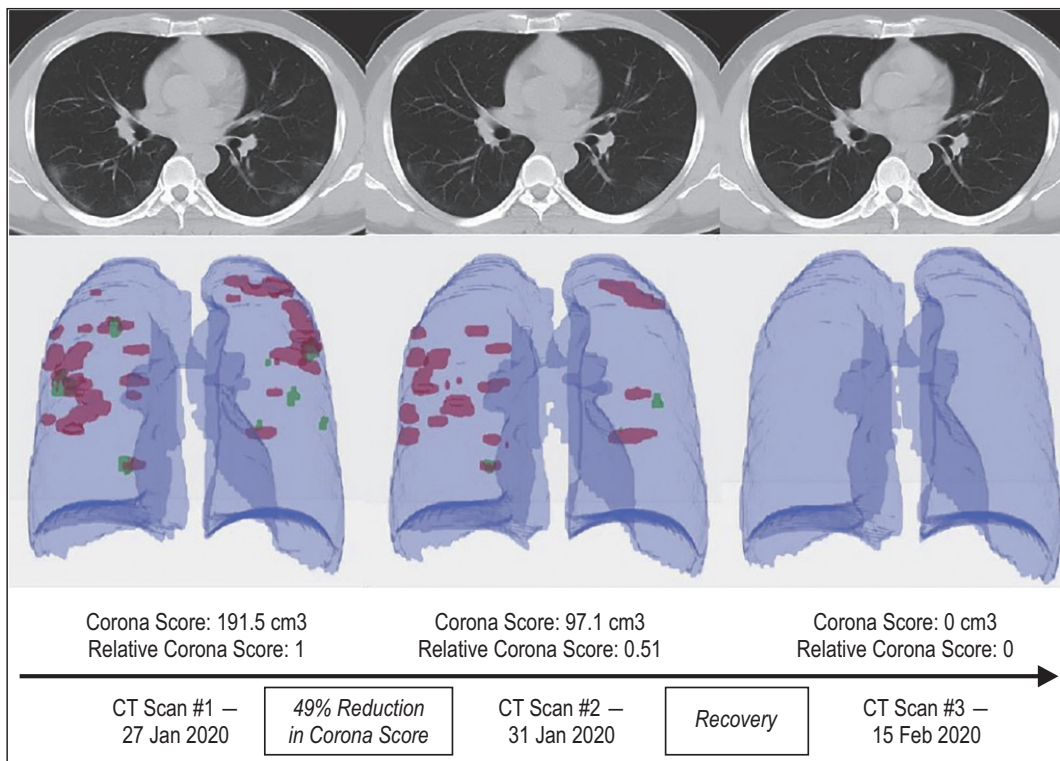 Corona Score: 191.5 cm3
Relative Corona Score: 1
Corona Score: 97.1 cm3
Relative Corona Score: 0.51
Corona Score: 0 cm3
Relative Corona Score: 0
CT Scan #1 —
27 Jan 2020
49% Reduction
in Corona Score
CT Scan #2 —
31 Jan 2020
Recovery
CT Scan #3 —
15 Feb 2020